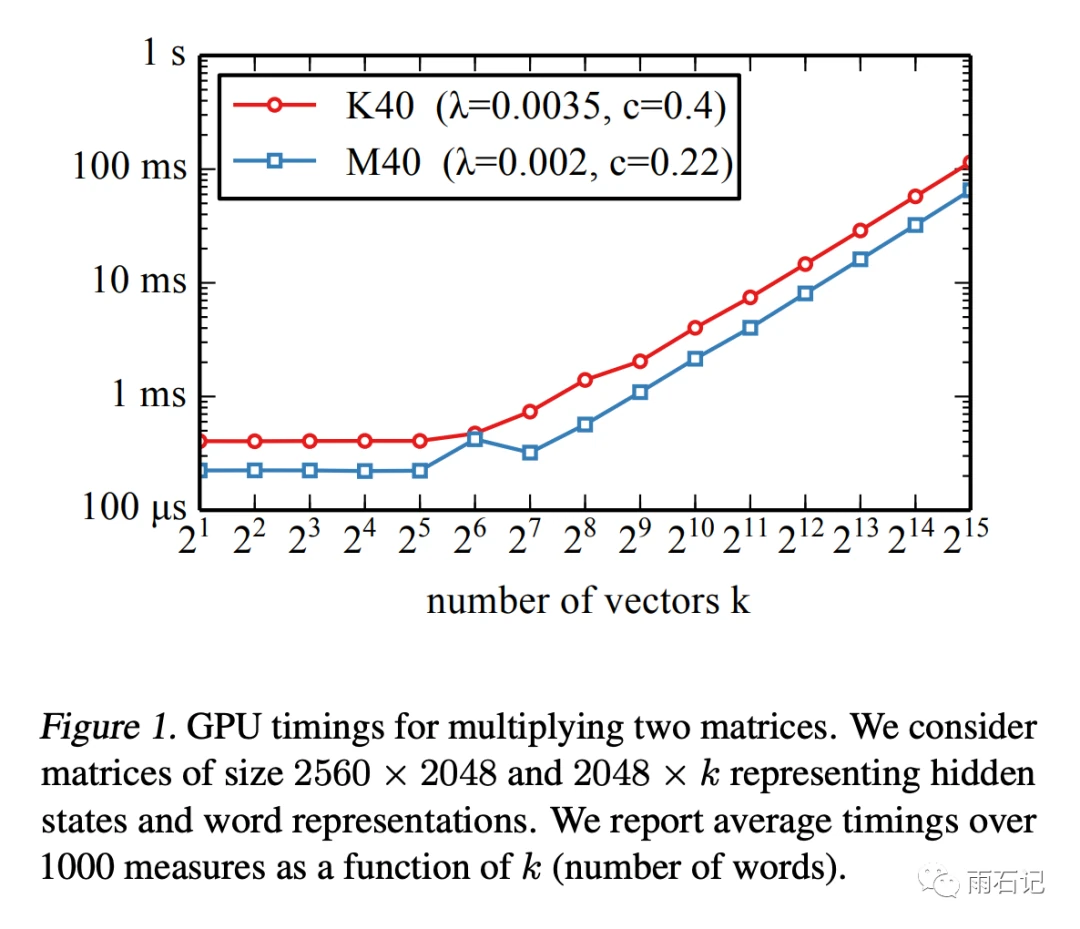 1 s
100 ms
10 ms
1 ms
100 μs
K40 (λ=0.0035, c=0.4)
M40 (λ=0.002, c=0.22)
2¹ 2² 2³ 2⁴ 2⁵ 2⁶ 2⁷ 2⁸ 2⁹ 2¹⁰ 2¹¹ 2¹² 2¹³ 2¹⁴ 2¹⁵
number of vectors k
Figure 1. GPU timings for multiplying two matrices. We consider
matrices of size 2560 × 2048 and 2048 × k representing hidden
states and word representations. We report average timings over
1000 measures as a function of k (number of words).
雨石记